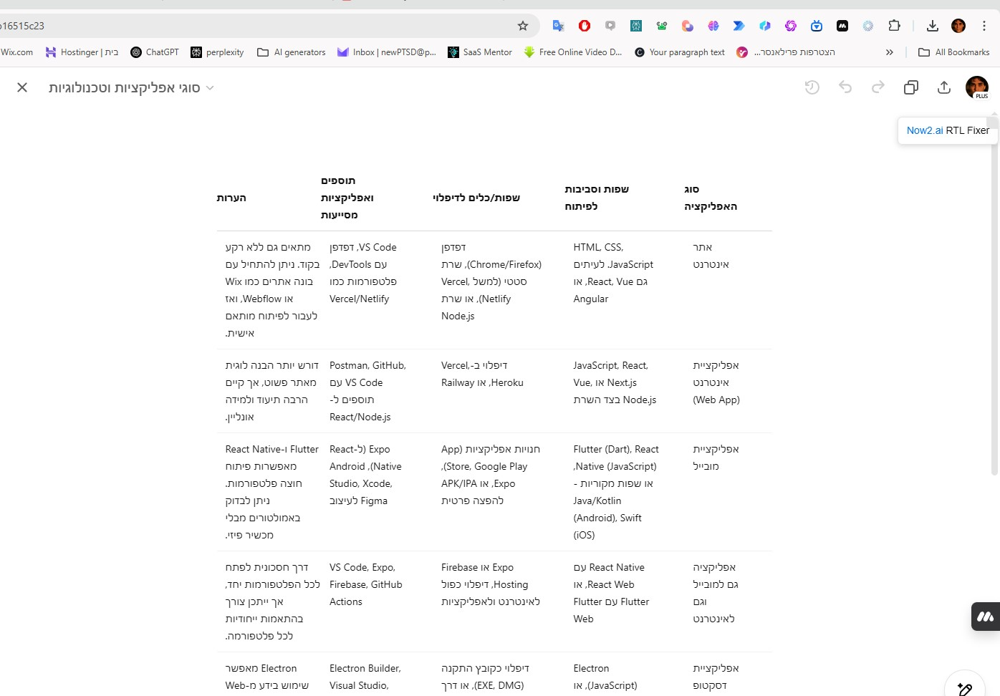 16515c23
Wix.com
Hostinger | בית
ChatGPT
perplexity
AI generators
Inbox | newPTSD@p...
SaaS Mentor
Free Online Video D...
Your paragraph text
הצטרפות פרילאנסר...
All Bookmarks
סוגי אפליקציות וטכנולוגיות
PLUS
Now2.ai RTL Fixer
סוג
האפליקציה
שפות וסביבות
לפיתוח
שפות/כלים לדיפלוי
תוספים
ואפליקציות
מסייעות
הערות
אתר
אינטרנט
HTML, CSS,
JavaScript. לעיתים
גם React, Vue, או
Angular
דפדפן
(Chrome/Firefox), שרת
סטטי (למשל Vercel,
Netlify), או שרת
Node.js
VS Code, דפדפן
עם DevTools,
פלטפורמות כמו
Vercel/Netlify
מתאים גם ללא רקע
בקוד. ניתן להתחיל עם
בונה אתרים כמו Wix
או Webflow, ואז
לעבור לפיתוח מותאם
אישית.
אפליקציית
אינטרנט
(Web App)
JavaScript, React,
Vue, או Next.js
Node.js בצד השרת
דיפלוי ב-Vercel,
Heroku, או Railway
Postman, GitHub,
VS Code עם
תוספים ל-
React/Node.js
דורש יותר הבנה לוגית
מאתר פשוט, אך קיים
הרבה תיעוד ולמידה
אונליין.
אפליקציית
מובייל
Flutter (Dart), React
Native (JavaScript),
או שפות מקוריות -
Java/Kotlin
(Android), Swift
(iOS)
חנויות אפליקציות (App
Store, Google Play),
Expo, או APK/IPA
להפצה פרטית
Expo (ל-React
Native), Android
Studio, Xcode,
Figma לעיצוב
Flutter ו-React Native
מאפשרות פיתוח
חוצה פלטפורמות.
ניתן לבדוק
באמולטורים מבלי
מכשיר פיזי.
אפליקציה
גם למובייל
וגם
לאינטרנט
React Native עם
React Web, או
Flutter עם Flutter
Web
Expo או Firebase
Hosting, דיפלוי כפול
לאינטרנט ולאפליקציות
VS Code, Expo,
Firebase, GitHub
Actions
דרך חסכונית לפתח
לכל הפלטפורמות יחד,
אך ייתכן צורך
בהתאמות ייחודיות
לכל פלטפורמה.
אפליקציית
דסקטופ
Electron
(JavaScript), או
דיפלוי כקובץ התקנה
(EXE, DMG), או דרך
Electron Builder,
Visual Studio,
Electron מאפשר
שימוש בידע מ-Web